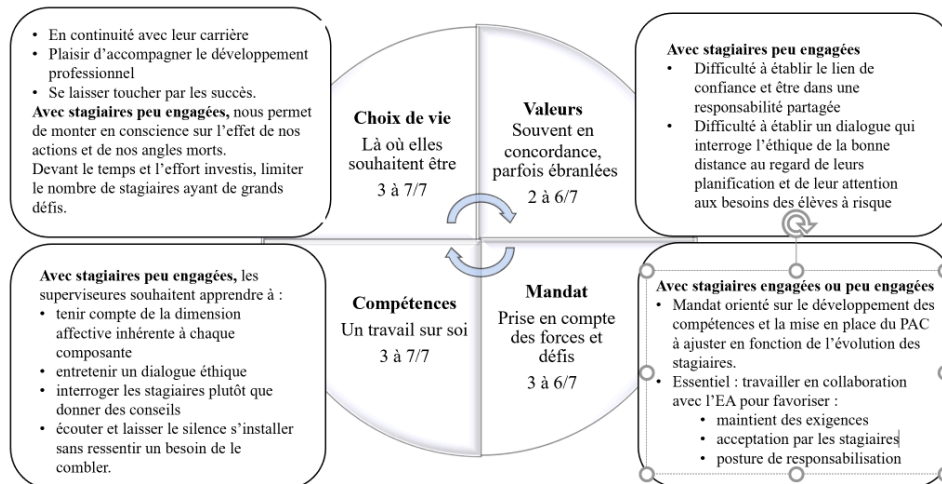 • En continuité avec leur carrière
• Plaisir d'accompagner le développement
professionnel
• Se laisser toucher par les succès.
Avec stagiaires peu engagées, nous permet
de monter en conscience sur l'effet de nos
actions et de nos angles morts.
Devant le temps et l'effort investis, limiter
le nombre de stagiaires ayant de grands
défis.
Choix de vie
Là où elles
souhaitent être
3 à 7/7
Valeurs
Souvent en
concordance,
parfois ébranlées
2 à 6/7
Avec stagiaires peu engagées
• Difficulté à établir le lien de
confiance et être dans une
responsabilité partagée
• Difficulté à établir un dialogue qui
interroge l'éthique de la bonne
distance au regard de leurs
planification et de leur attention
aux besoins des élèves à risque
Avec stagiaires peu engagées, les
superviseures souhaitent apprendre à :
• tenir compte de la dimension
affective inhérente à chaque
composante
• entretenir un dialogue éthique
• interroger les stagiaires plutôt que
donner des conseils
• écouter et laisser le silence s'installer
sans ressentir un besoin de le
combler.
Compétences
Un travail sur soi
3 à 7/7
Mandat
Prise en compte
des forces et
défis
3 à 6/7
Avec stagiaires engagées ou peu engagées
• Mandat orienté sur le développement des
compétences et la mise en place du PAC
à ajuster en fonction de l'évolution des
stagiaires.
• Essentiel : travailler en collaboration
avec l'EA pour favoriser :
• maintient des exigences
• acceptation par les stagiaires
• posture de responsabilisation